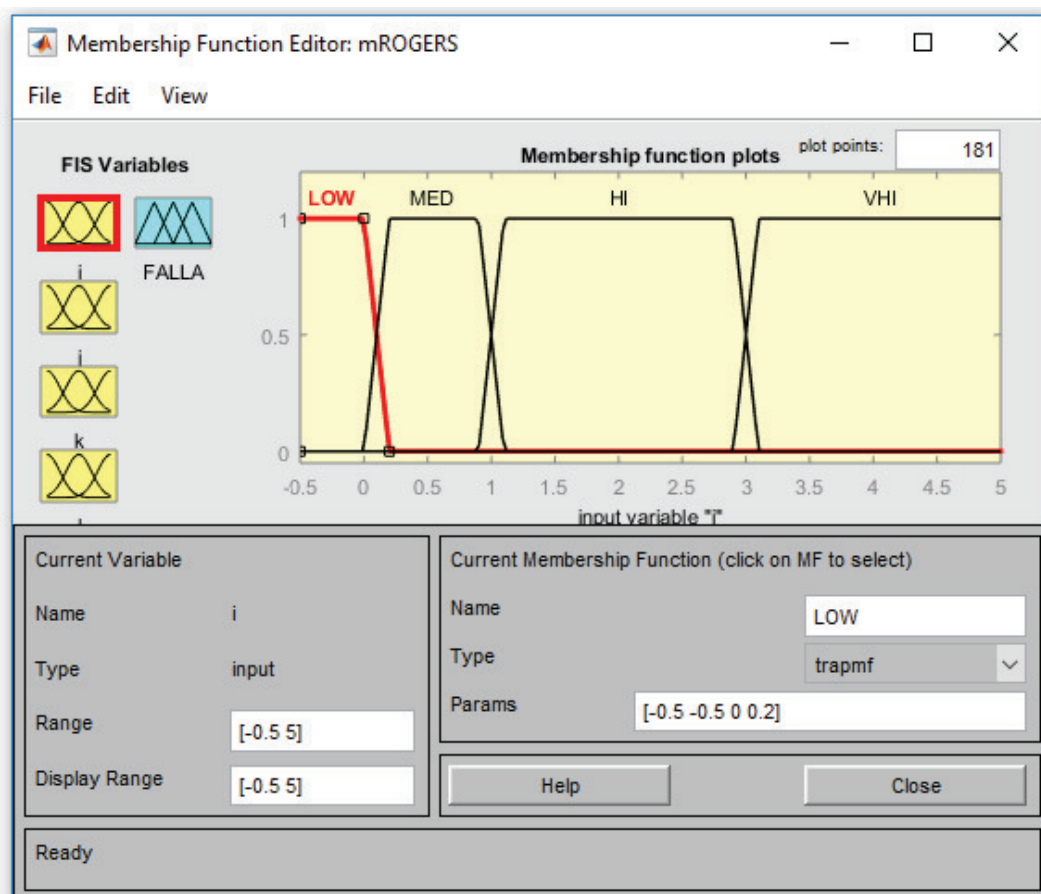 Membership Function Editor: mROGERS
File Edit View
FIS Variables
Membership function plots
plot points:
181
LOW MED HI VHI
i
FALLA
j
k
1
0.5
0
-0.5 0 0.5 1 1.5 2 2.5 3 3.5 4 4.5 5
input variable "i"
Current Variable
Name i
Type input
Range [-0.5 5]
Display Range [-0.5 5]
Current Membership Function (click on MF to select)
Name LOW
Type trapmf
Params [-0.5 -0.5 0 0.2]
Help Close
Ready